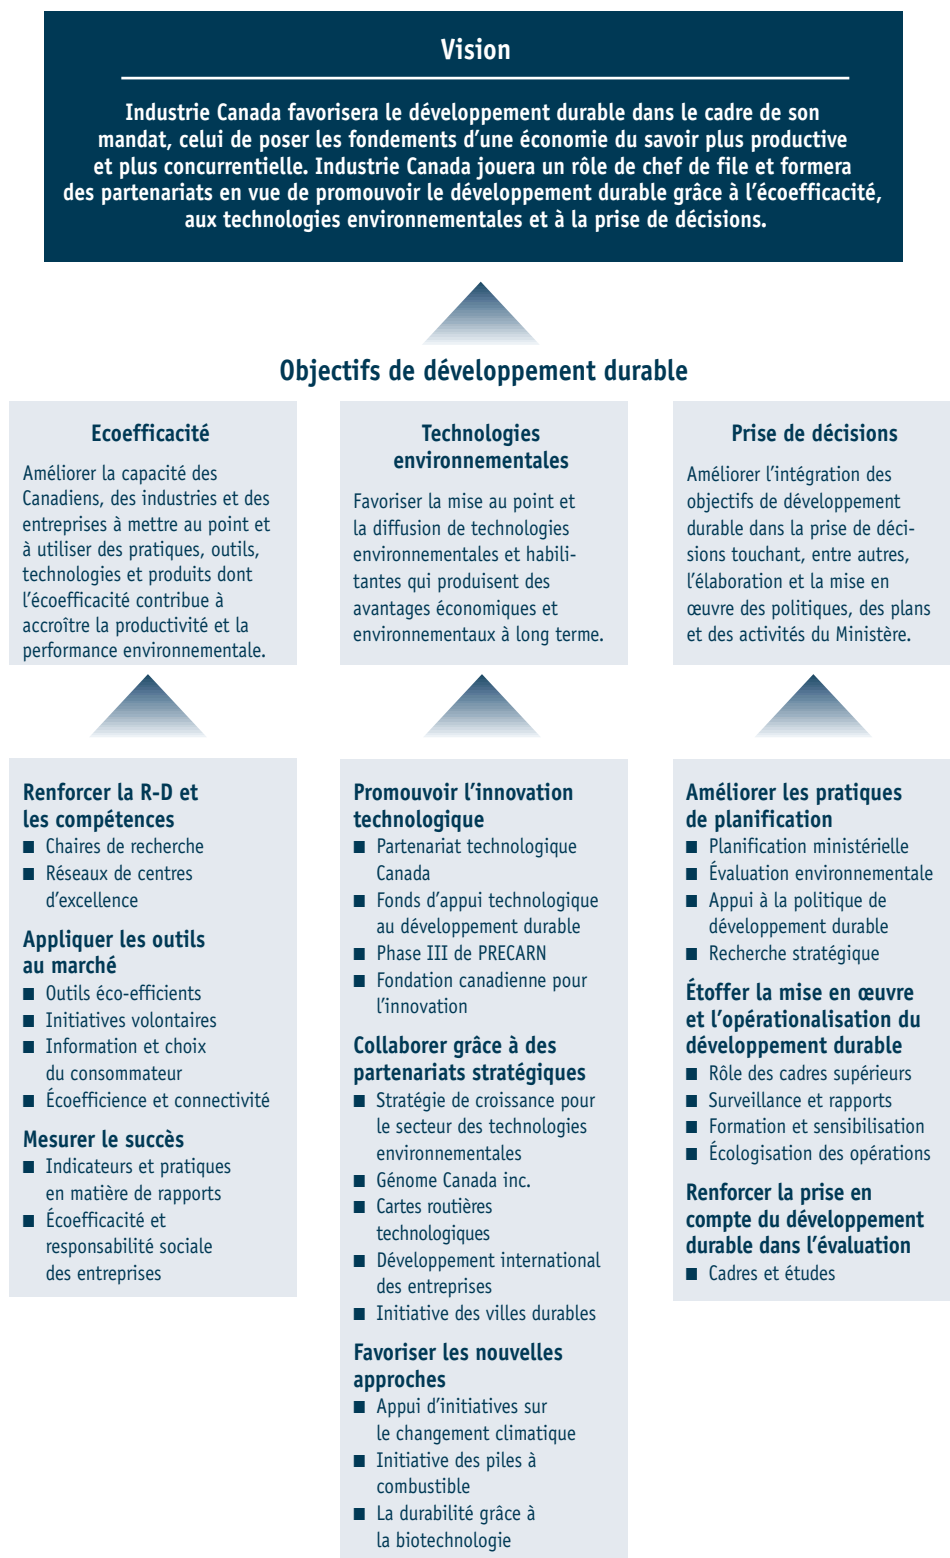 Vision
Industrie Canada favorisera le développement durable dans le cadre de son
mandat, celui de poser les fondements d’une économie du savoir plus productive
et plus concurrentielle. Industrie Canada jouera un rôle de chef de file et formera
des partenariats en vue de promouvoir le développement durable grâce à l’écoefficacité,
aux technologies environnementales et à la prise de décisions.
Objectifs de développement durable
Ecoefficacité
Améliorer la capacité des
Canadiens, des industries et des
entreprises à mettre au point et
à utiliser des pratiques, outils,
technologies et produits dont
l’écoefficacité contribue à
accroître la productivité et la
performance environnementale.
Technologies
environnementales
Favoriser la mise au point et
la diffusion de technologies
environnementales et habili-
tantes qui produisent des
avantages économiques et
environnementaux à long terme.
Prise de décisions
Améliorer l’intégration des
objectifs de développement
durable dans la prise de déci-
sions touchant, entre autres,
l’élaboration et la mise en
œuvre des politiques, des plans
et des activités du Ministère.
Renforcer la R-D et
les compétences
■ Chaires de recherche
■ Réseaux de centres
d’excellence
Appliquer les outils
au marché
■ Outils éco-efficients
■ Initiatives volontaires
■ Information et choix
du consommateur
■ Écoefficience et connectivité
Mesurer le succès
■ Indicateurs et pratiques
en matière de rapports
■ Écoefficacité et
responsabilité sociale
des entreprises
Promouvoir l’innovation
technologique
■ Partenariat technologique
Canada
■ Fonds d’appui technologique
au développement durable
■ Phase III de PRECARN
■ Fondation canadienne pour
l’innovation
Collaborer grâce à des
partenariats stratégiques
■ Stratégie de croissance pour
le secteur des technologies
environnementales
■ Génome Canada inc.
■ Cartes routières
technologiques
■ Développement international
des entreprises
■ Initiative des villes durables
Favoriser les nouvelles
approches
■ Appui d’initiatives sur
le changement climatique
■ Initiative des piles à
combustible
■ La durabilité grâce à
la biotechnologie
Améliorer les pratiques
de planification
■ Planification ministérielle
■ Évaluation environnementale
■ Appui à la politique de
développement durable
■ Recherche stratégique
Étoffer la mise en œuvre
et l’opérationalisation du
développement durable
■ Rôle des cadres supérieurs
■ Surveillance et rapports
■ Formation et sensibilisation
■ Écologisation des opérations
Renforcer la prise en
compte du développement
durable dans l’évaluation
■ Cadres et études